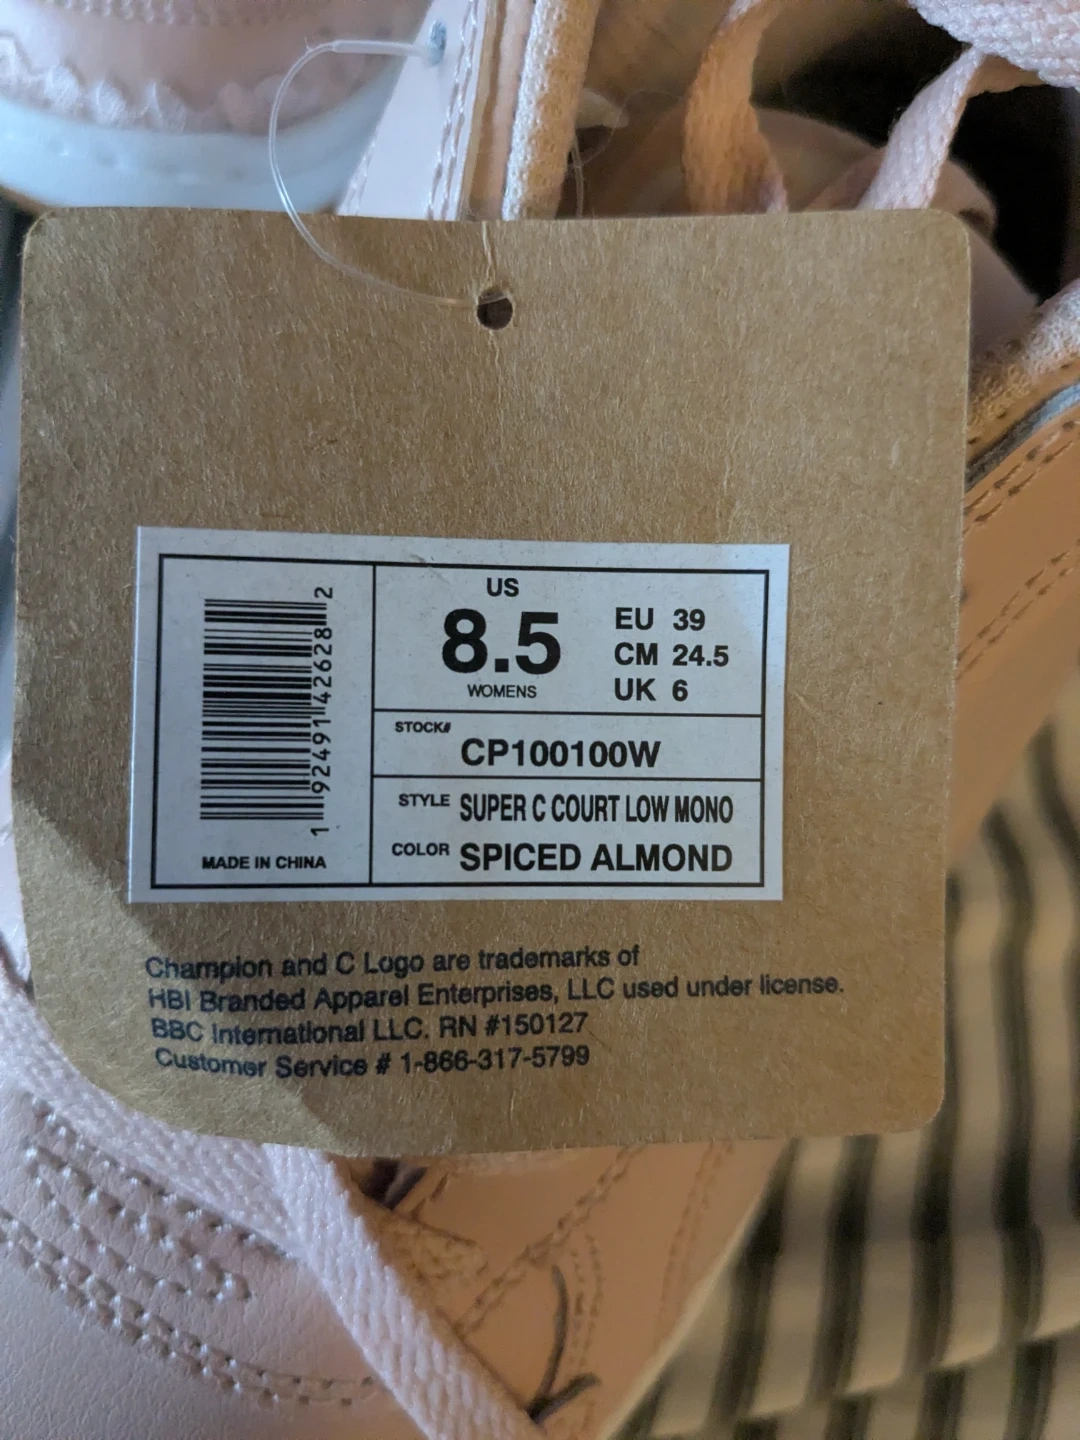 US
8.5
WOMENS
EU 39
CM 24.5
UK 6
STOCK# CP100100W
STYLE SUPER C COURT LOW MONO
COLOR SPICED ALMOND
1 92491 42628 2
MADE IN CHINA
Champion and C Logo are trademarks of
HBI Branded Apparel Enterprises, LLC used under license.
BBC International LLC. RN #150127
Customer Service # 1-866-317-5799